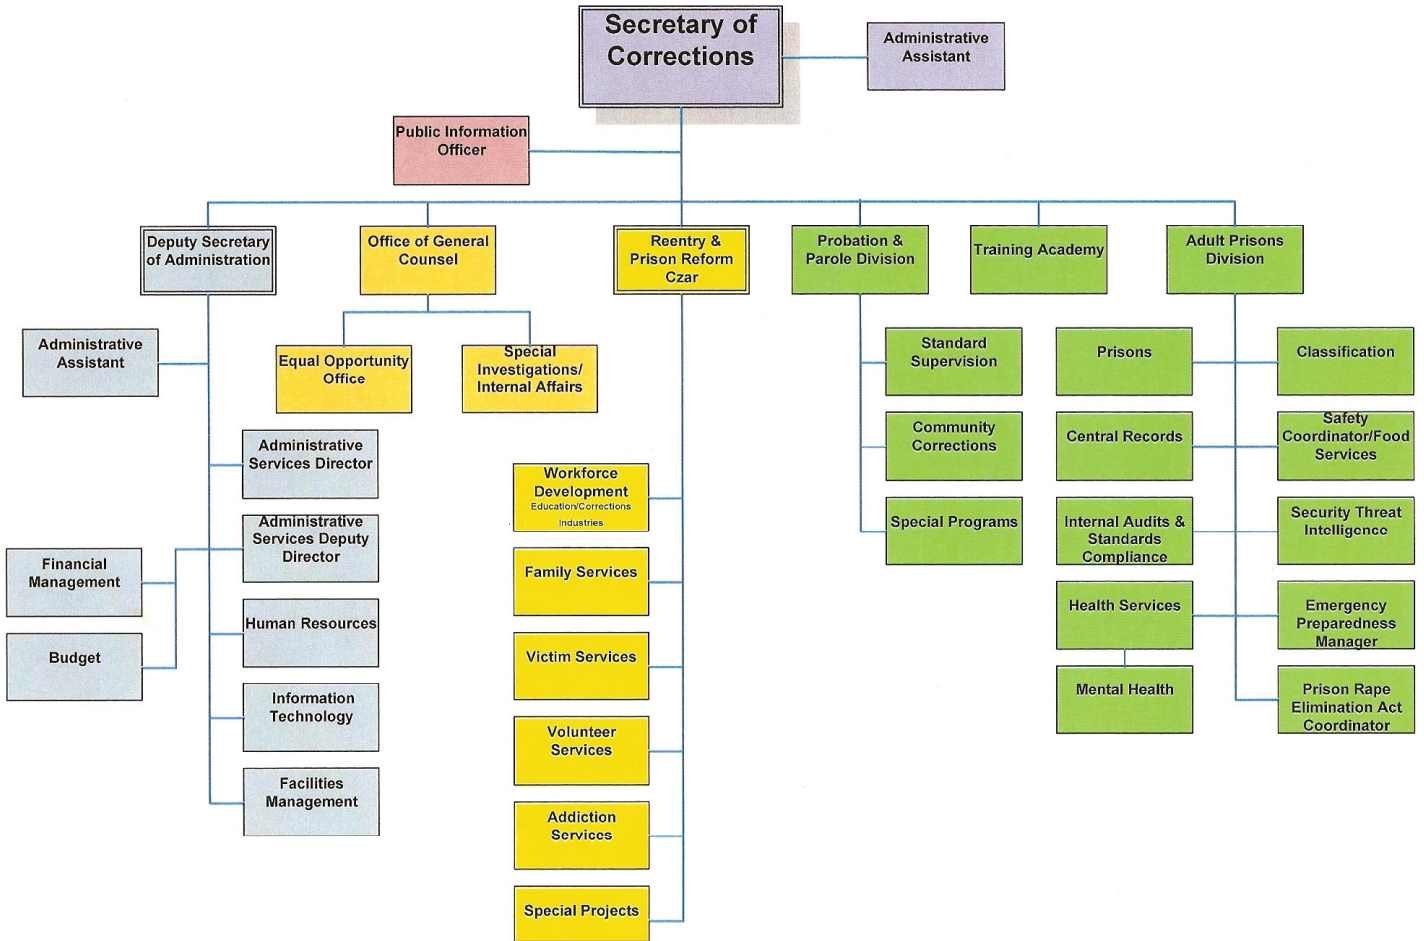 Secretary of
Corrections
Administrative
Assistant
Public Information
Officer
Deputy Secretary
of Administration
Office of General
Counsel
Reentry &
Prison Reform
Czar
Probation &
Parole Division
Training Academy
Adult Prisons
Division
Administrative
Assistant
Equal Opportunity
Office
Special
Investigations/
Internal Affairs
Standard
Supervision
Prisons
Classification
Administrative
Services Director
Community
Corrections
Central Records
Safety
Coordinator/Food
Services
Workforce
Development
Education/Corrections
Industries
Administrative
Services Deputy
Director
Special Programs
Internal Audits &
Standards
Compliance
Security Threat
Intelligence
Financial
Management
Family Services
Human Resources
Health Services
Emergency
Preparedness
Manager
Budget
Victim Services
Information
Technology
Mental Health
Prison Rape
Elimination Act
Coordinator
Volunteer
Services
Facilities
Management
Addiction
Services
Special Projects